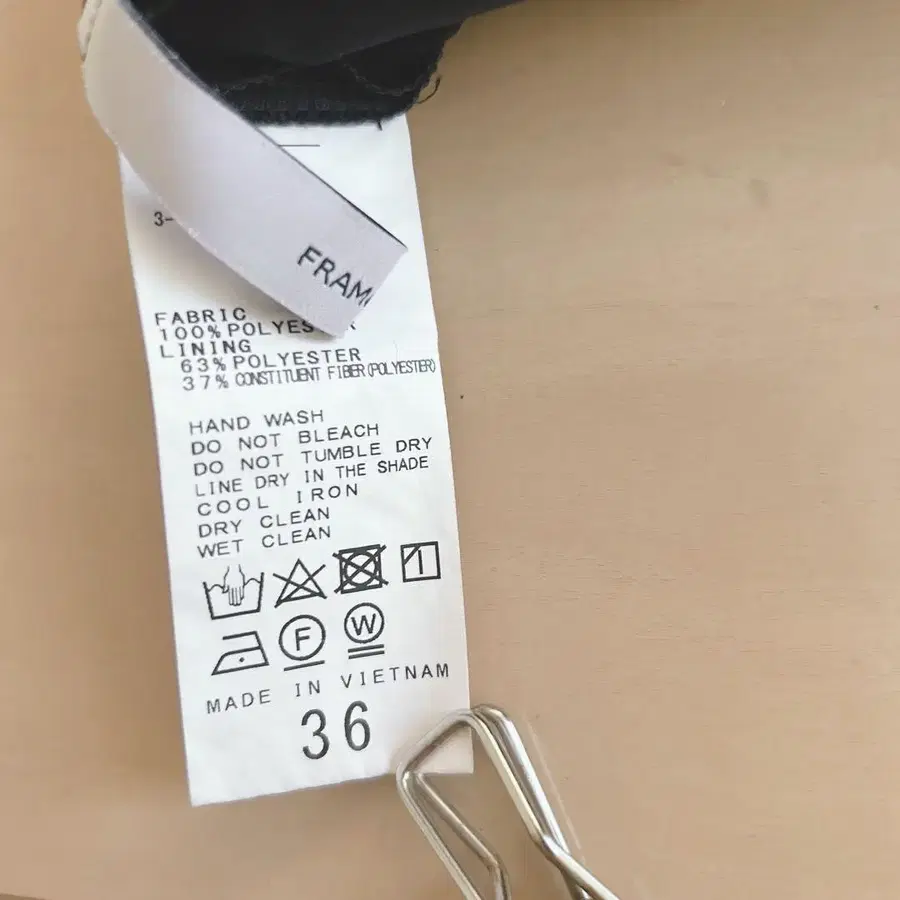 3-
FRAM
FABRIC
100% POLYESTER
LINING
63% POLYESTER
37% CONSTITUENT FIBER (POLYESTER)
HAND WASH
DO NOT BLEACH
DO NOT TUMBLE DRY
LINE DRY IN THE SHADE
COOL IRON
DRY CLEAN
WET CLEAN
F
W
MADE IN VIETNAM
36